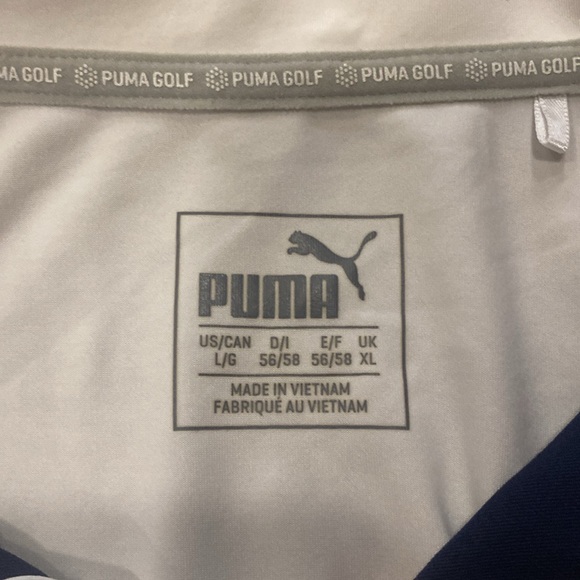 MA GOLF PUMA GOLF PUMA GOLF PUMA GOLF PUMA GOLF
PUMA
US/CAN D/I E/F UK
L/G 56/58 56/58 XL
MADE IN VIETNAM
FABRIQUÉ AU VIETNAM